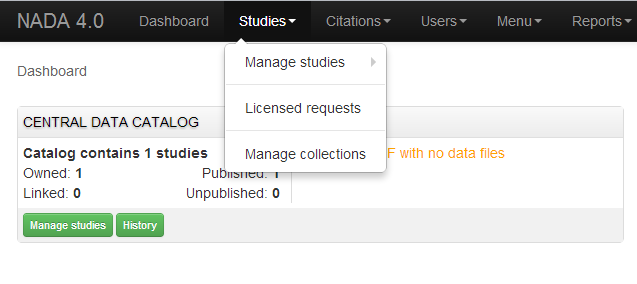 NADA 4.0 Dashboard Studies Citations Users Menu Reports
Manage studies
Licensed requests
Manage collections
Dashboard
CENTRAL DATA CATALOG
Catalog contains 1 studies
F with no data files
Owned: 1 Published: 1
Linked: 0 Unpublished: 0
Manage studies History